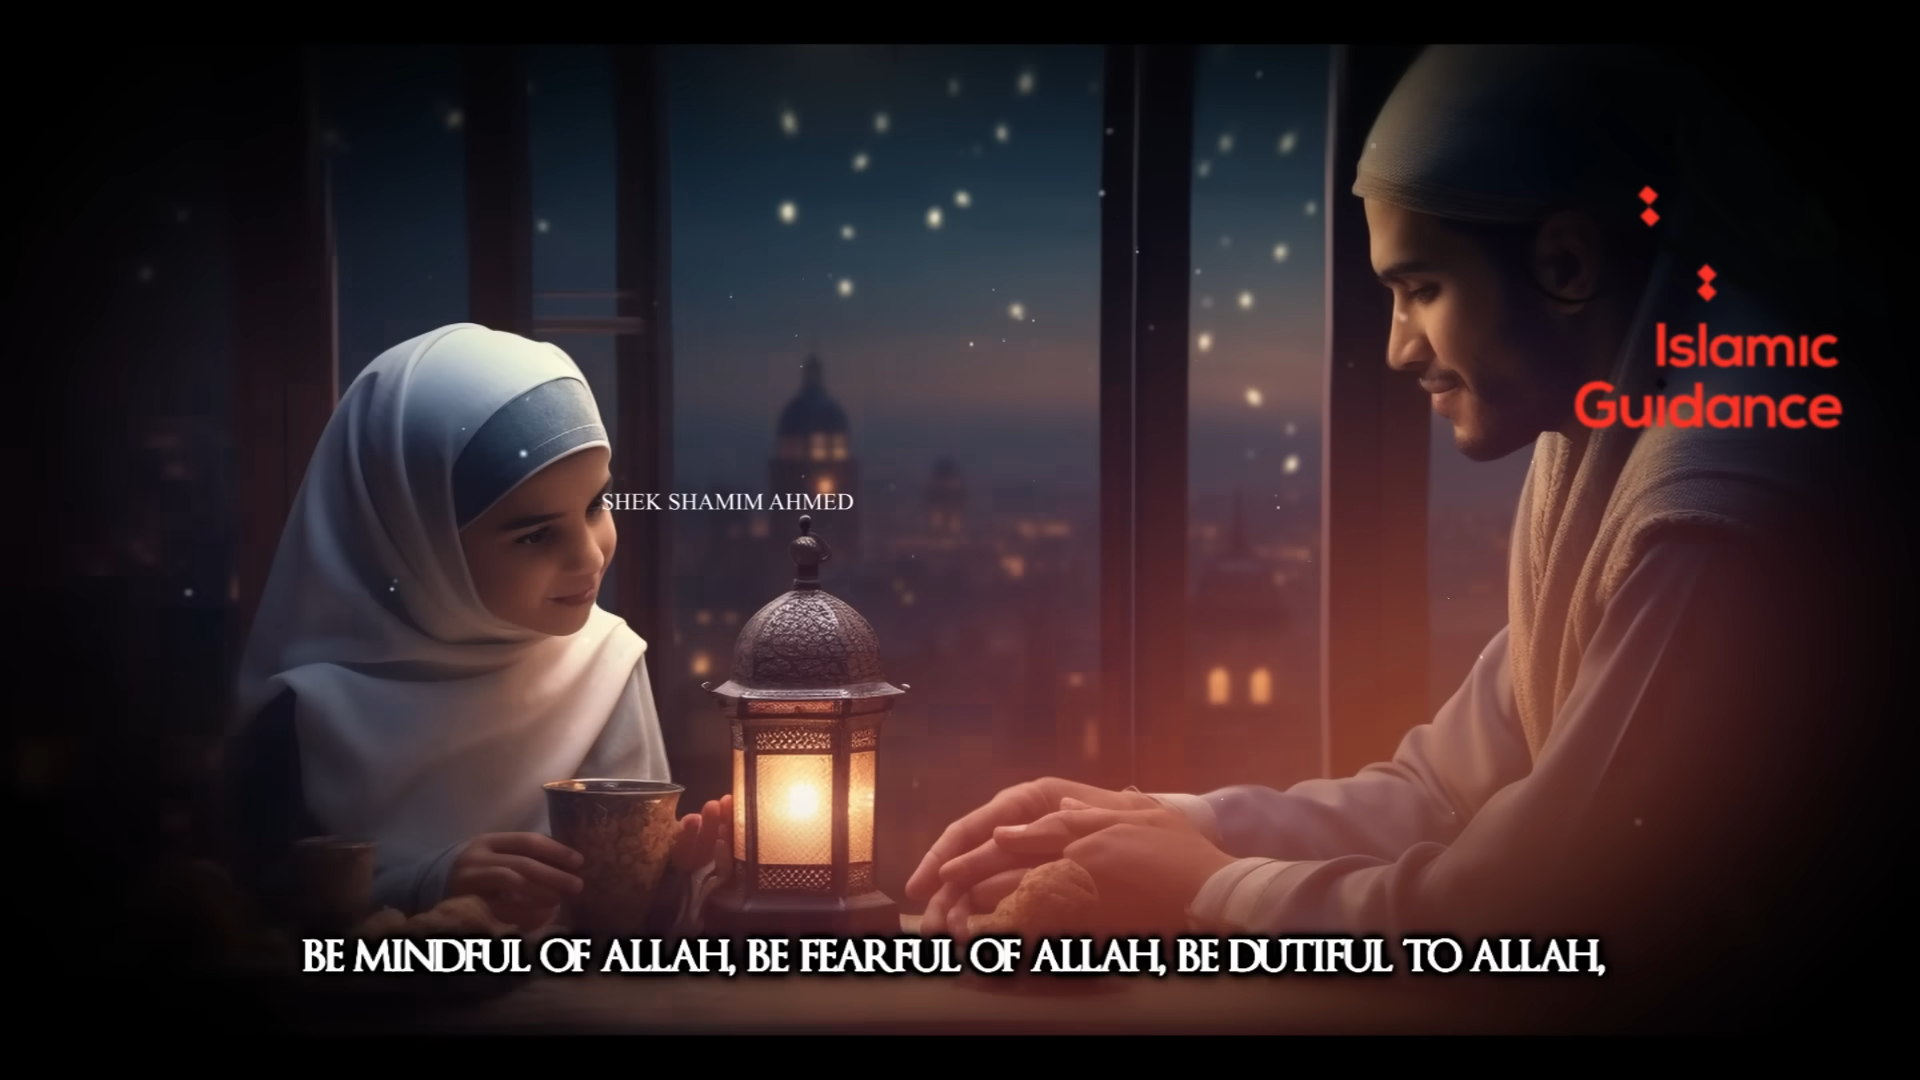 Islamic
Guidance
SHEK SHAMIM AHMED
BE MINDFUL OF ALLAH, BE FEARFUL OF ALLAH, BE DUTIFUL TO ALLAH,